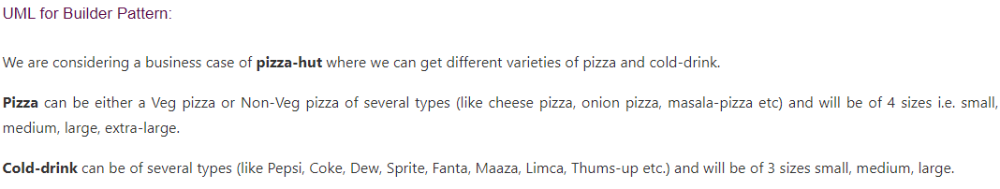 UML for Builder Pattern:
We are considering a business case of pizza-hut where we can get different varieties of pizza and cold-drink.
Pizza can be either a Veg pizza or Non-Veg pizza of several types (like cheese pizza, onion pizza, masala-pizza etc) and will be of 4 sizes i.e. small,
medium, large, extra-large.
Cold-drink can be of several types (like Pepsi, Coke, Dew, Sprite, Fanta, Maaza, Limca, Thums-up etc.) and will be of 3 sizes small, medium, large.